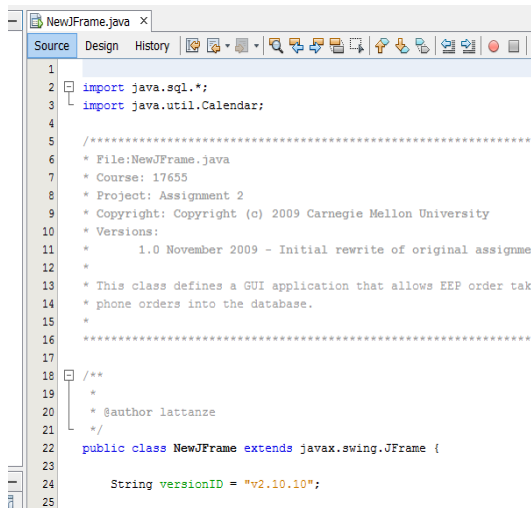 NewJFrame.java ×
Source Design History
1
2 import java.sql.*;
3 import java.util.Calendar;
4
5 /****************************************************************
6 * File:NewJFrame.java
7 * Course: 17655
8 * Project: Assignment 2
9 * Copyright: Copyright (c) 2009 Carnegie Mellon University
10 * Versions:
11 * 1.0 November 2009 - Initial rewrite of original assignme
12 *
13 * This class defines a GUI application that allows EEP order tak
14 * phone orders into the database.
15 *
16 ****************************************************************
17
18 /**
19 *
20 * @author lattanze
21 */
22 public class NewJFrame extends javax.swing.JFrame {
23
24 String versionID = "v2.10.10";
25